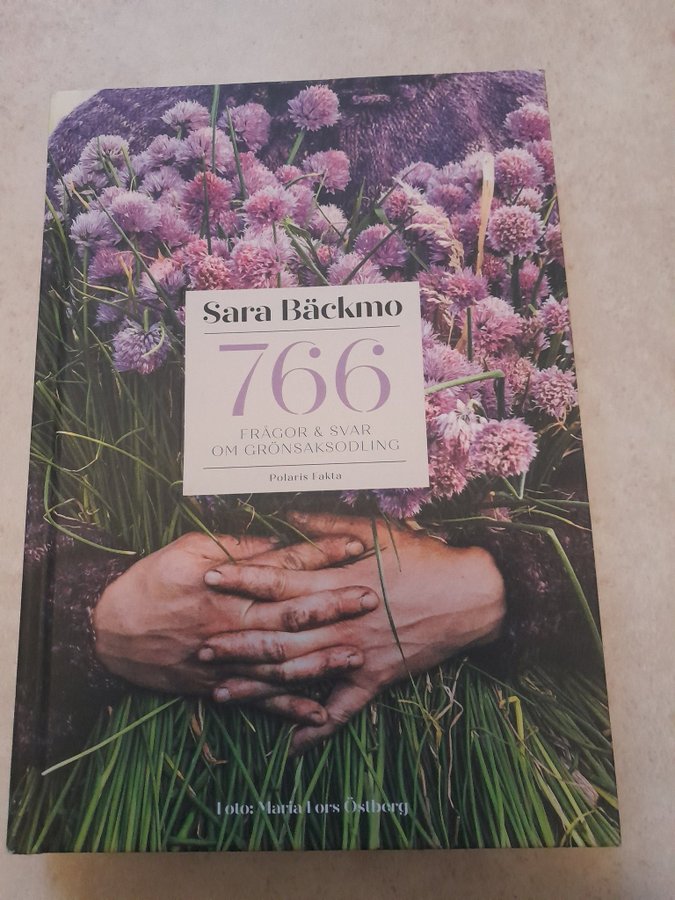 Sara Bäckmo
766
FRÅGOR & SVAR
OM GRÖNSAKSODLING
Polaris Fakta
Foto: Maria Fors Östberg